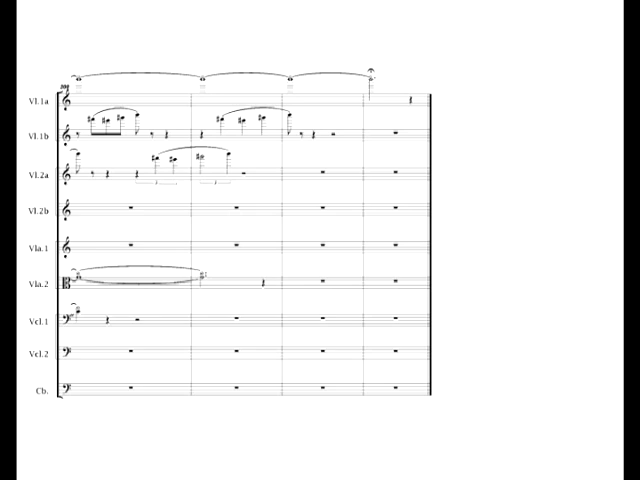 Vl.1a
Vl.1b
Vl.2a
Vl.2b
Vla.1
Vla.2
Vcl.1
Vcl.2
Cb.